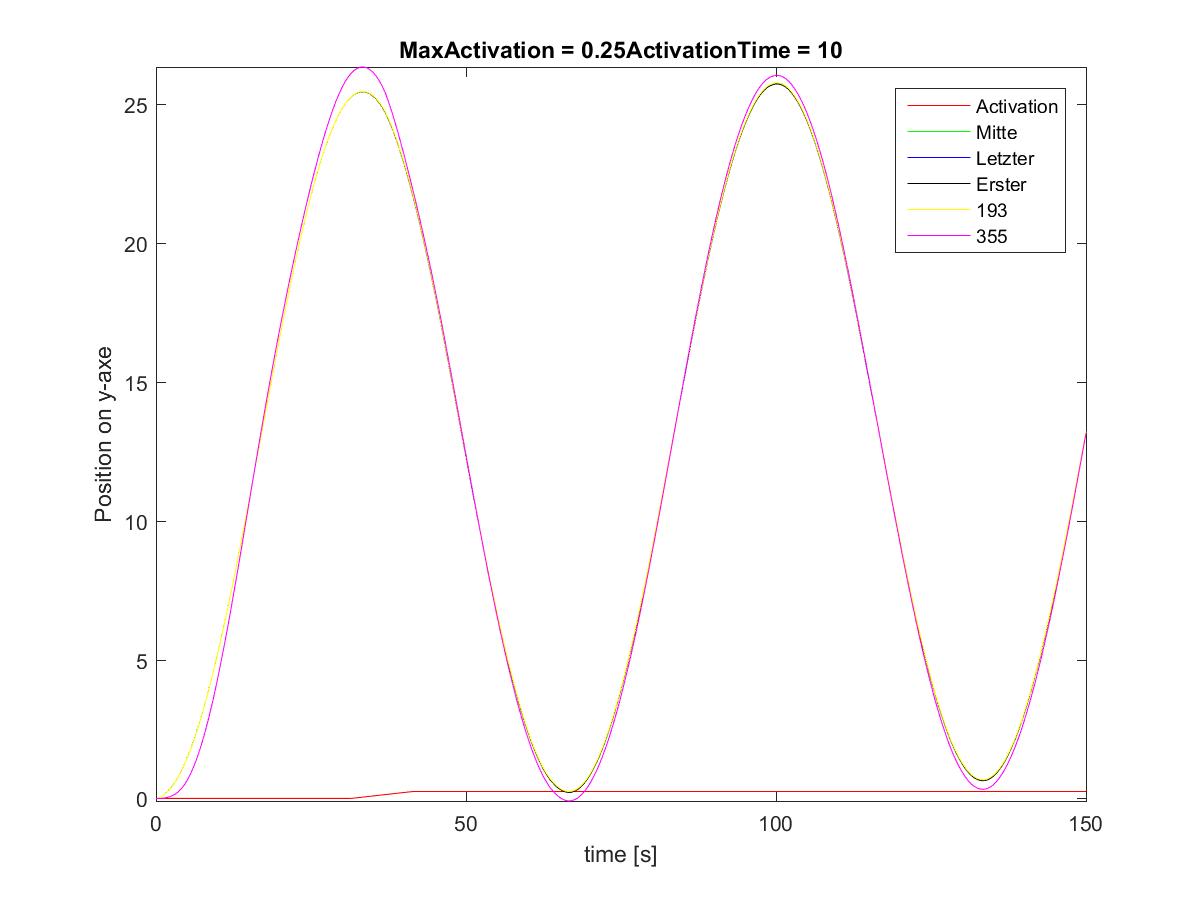 MaxActivation = 0.25ActivationTime = 10
Activation
Mitte
Letzter
Erster
193
355
25
20
15
10
5
0
Position on y-axe
0 50 100 150
time [s]